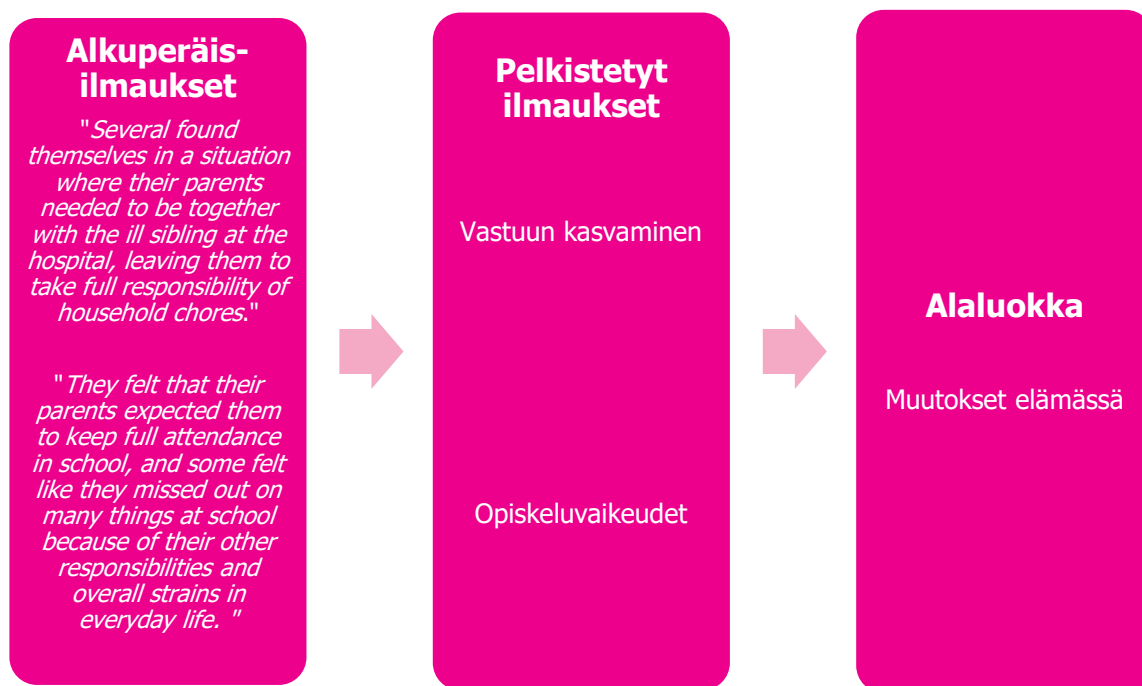 Alkuperäis-
ilmaukset
"Several found
themselves in a situation
where their parents
needed to be together
with the ill sibling at the
hospital, leaving them to
take full responsibility of
household chores."
"They felt that their
parents expected them
to keep full attendance
in school, and some felt
like they missed out on
many things at school
because of their other
responsibilities and
overall strains in
everyday life. "
Pelkistetyt
ilmaukset
Vastuun kasvaminen
Opiskeluvaikeudet
Alaluokka
Muutokset elämässä